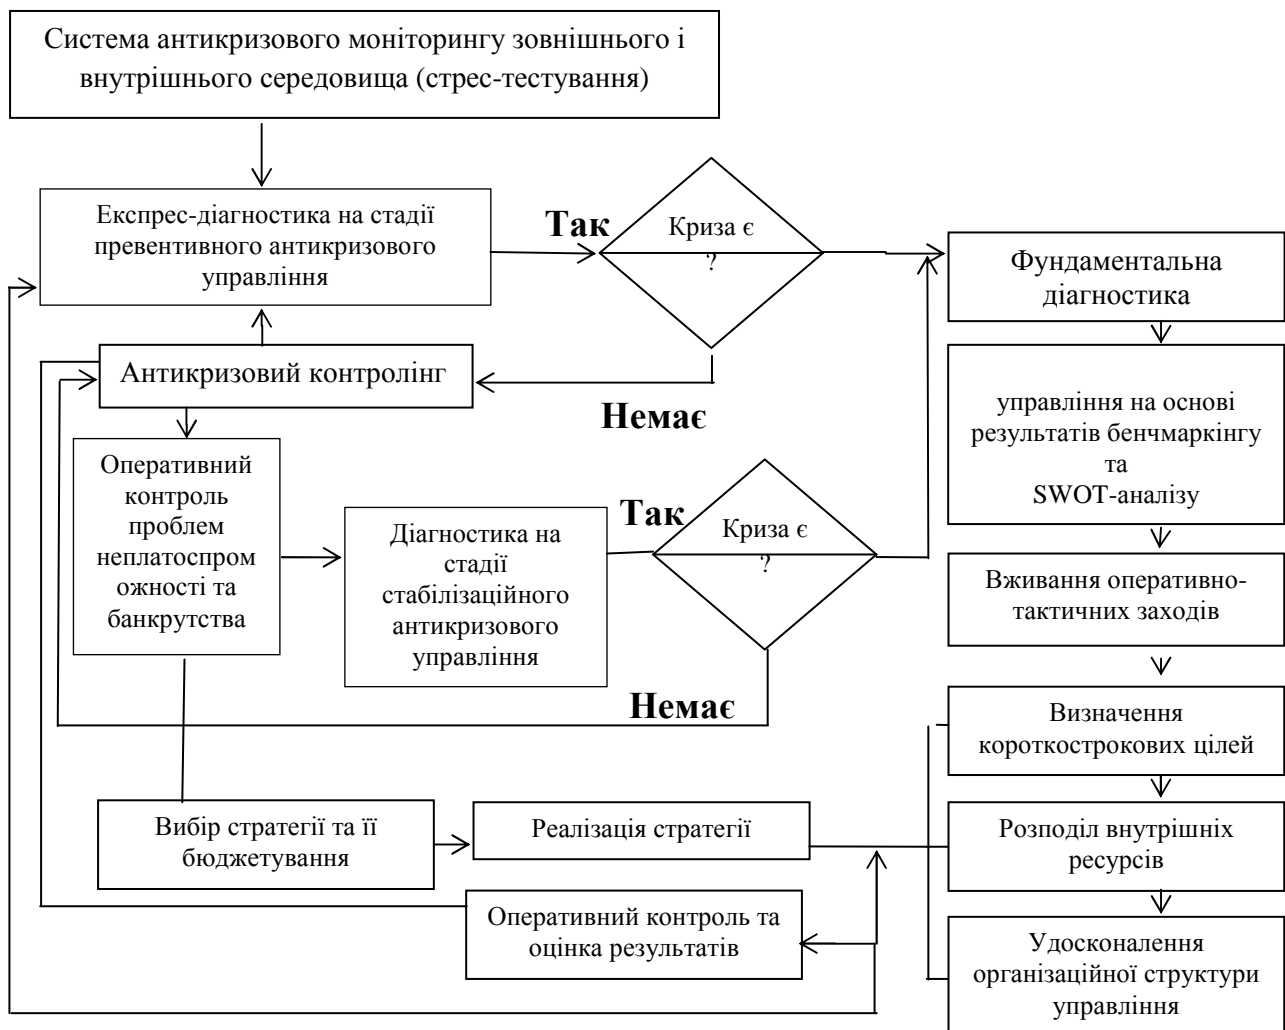 Система антикризового моніторингу зовнішнього і
внутрішнього середовища (стрес-тестування)
Експрес-діагностика на стадії
превентивного антикризового
управління
Так
Криза є
?
Фундаментальна
діагностика
Антикризовий контролінг
Немає
управління на основі
результатів бенчмаркінгу
та
SWOT-аналізу
Оперативний
контроль
проблем
неплатоспром
ожності та
банкрутства
Діагностика на
стадії
стабілізаційного
антикризового
управління
Так
Криза є
?
Вживання оперативно-
тактичних заходів
Немає
Визначення
короткострокових цілей
Вибір стратегії та її
бюджетування
Реалізація стратегії
Розподіл внутрішніх
ресурсів
Оперативний контроль та
оцінка результатів
Удосконалення
організаційної структури
управління